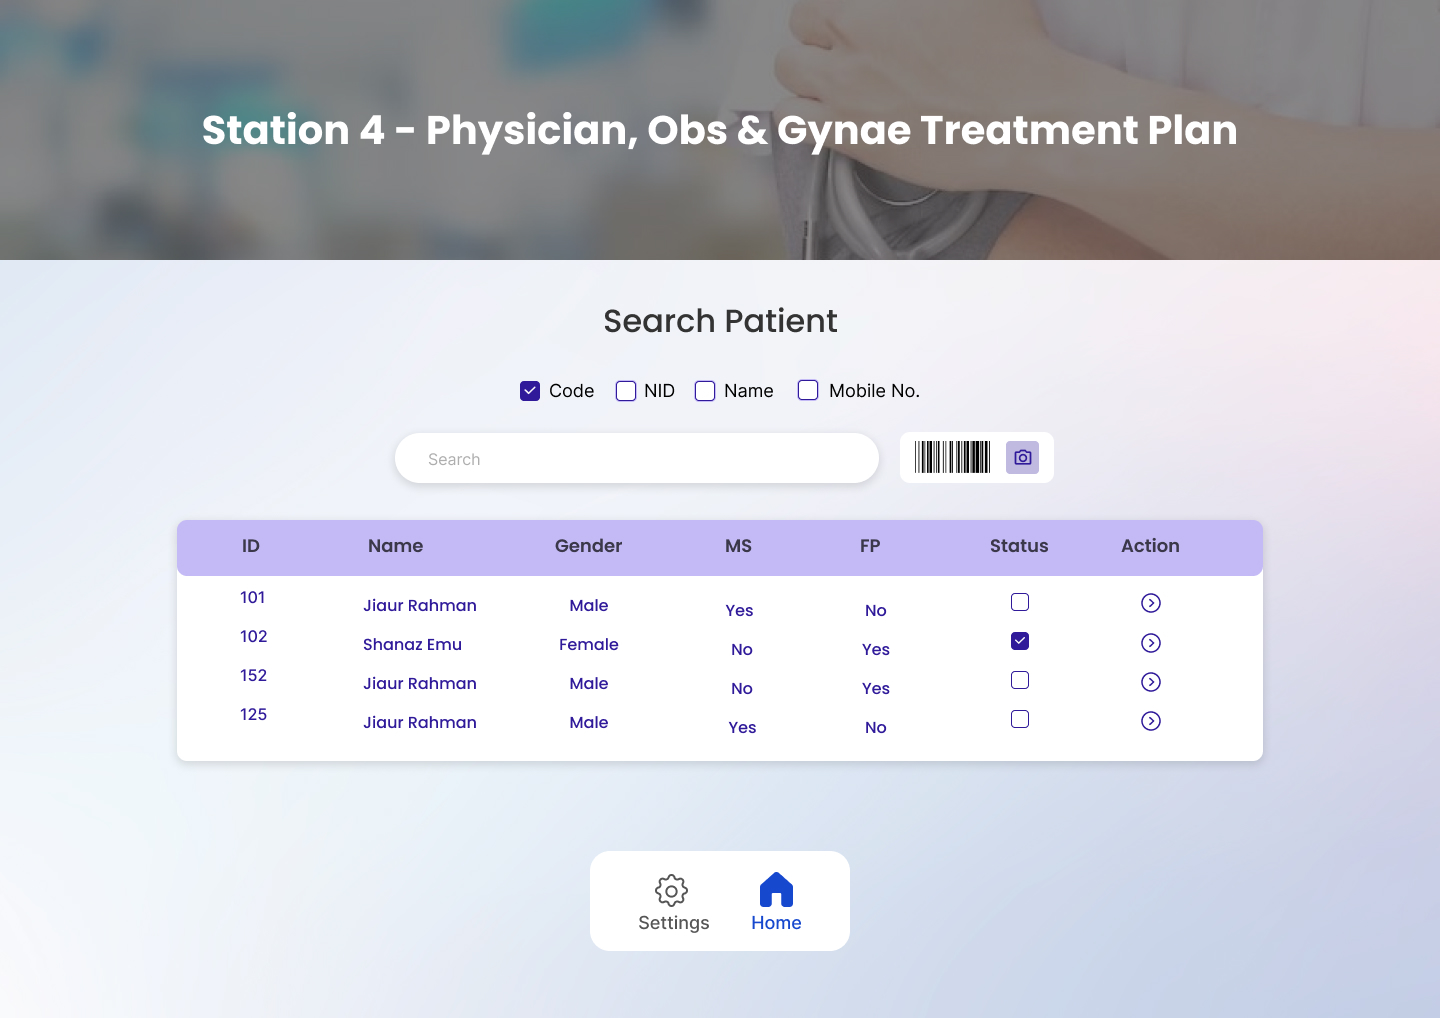 Station 4 - Physician, Obs & Gynae Treatment Plan
Search Patient
Code NID Name Mobile No.
Search
ID Name Gender MS FP Status Action
101 Jiaur Rahman Male Yes No
102 Shanaz Emu Female No Yes
152 Jiaur Rahman Male No Yes
125 Jiaur Rahman Male Yes No
Settings Home